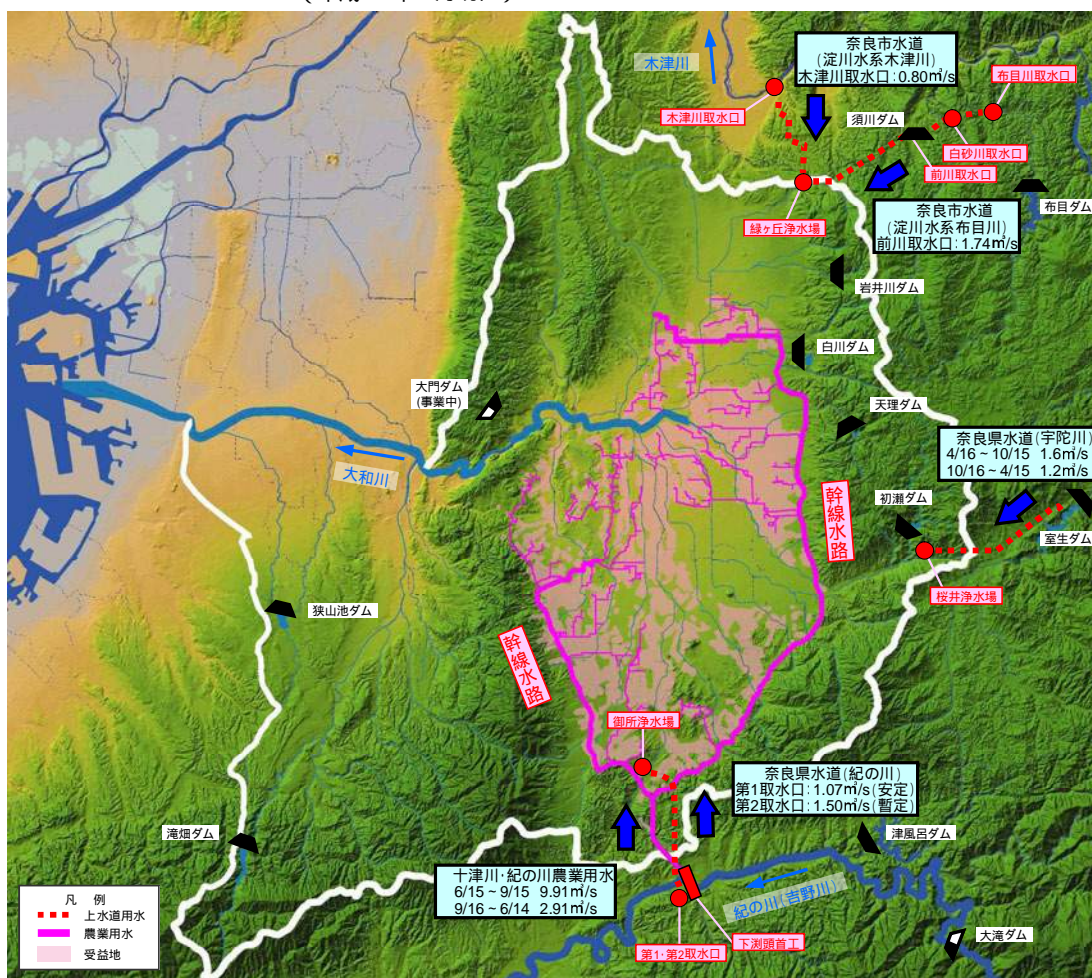 奈良市水道
(淀川水系木津川)
木津川取水口:0.80㎥/s
木津川
木津川取水口
布目川取水口
須川ダム
白砂川取水口
前川取水口
布目ダム
緑ヶ丘浄水場
奈良市水道
(淀川水系布目川)
前川取水口:1.74㎥/s
岩井川ダム
白川ダム
大門ダム
(事業中)
天理ダム
大和川
奈良県水道(宇陀川)
4/16~10/15 1.6㎥/s
10/16~4/15 1.2㎥/s
幹線水路
初瀬ダム
室生ダム
桜井浄水場
狭山池ダム
幹線水路
御所浄水場
奈良県水道(紀の川)
第1取水口:1.07㎥/s(安定)
第2取水口:1.50㎥/s(暫定)
滝畑ダム
津風呂ダム
十津川・紀の川農業用水
6/15~9/15 9.91㎥/s
9/16~6/14 2.91㎥/s
紀の川(吉野川)
凡 例
上水道用水
農業用水
受益地
第1・第2取水口
下渕頭首工
大滝ダム